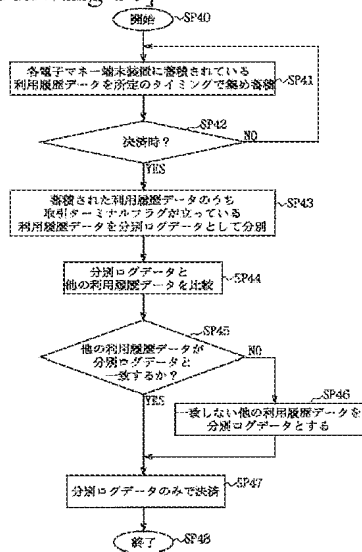 開始
SP40
各電子マネー端末装置に蓄積されている
利用履歴データを所定のタイミングで集め蓄積
SP41
SP42
決済時?
NO
YES
蓄積された利用履歴データのうち
取引ターミナルフラグが立っている
利用履歴データを分別ログデータとして分別
SP43
分別ログデータと
他の利用履歴データを比較
SP44
SP45
他の利用履歴データが
分別ログデータと
一致するか?
NO
YES
SP46
一致しない他の利用履歴データを
分別ログデータとする
分別ログデータのみで決済
SP47
終了
SP48